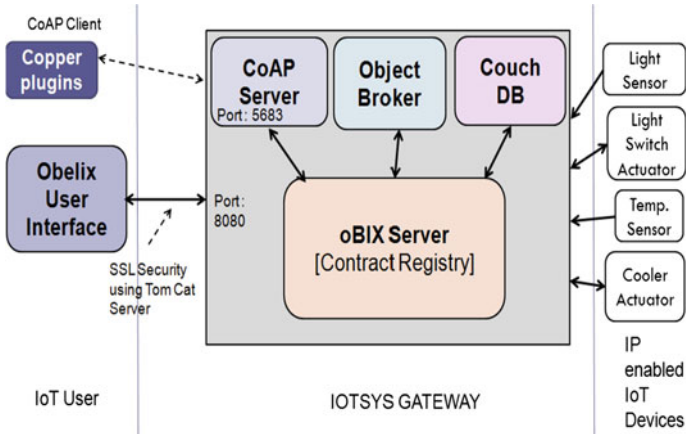 CoAP Client
Copper
plugins
Obelix
User
Interface
SSL Security
using Tom Cat
Server
IoT User
CoAP
Server
Port: 5683
Object
Broker
Couch
DB
Port:
8080
oBIX Server
[Contract Registry]
IOTSYS GATEWAY
Light
Sensor
Light
Switch
Actuator
Temp.
Sensor
Cooler
Actuator
IP
enabled
IoT
Devices